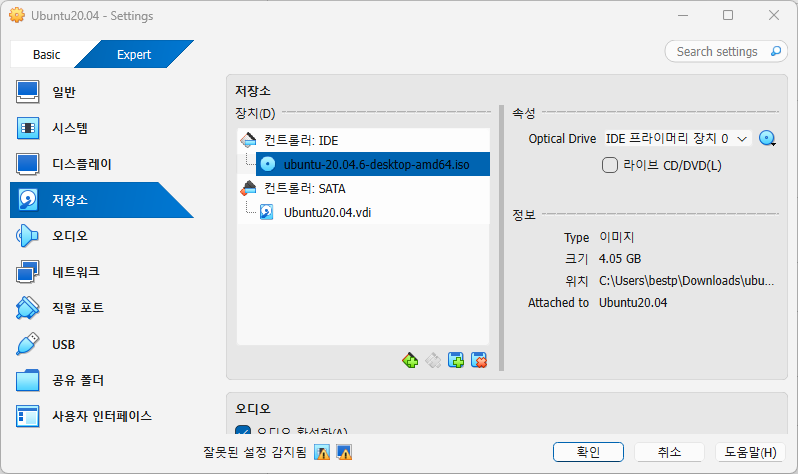 Ubuntu20.04 - Settings
Basic
Expert
Search settings
일반
시스템
디스플레이
저장소
오디오
네트워크
직렬 포트
USB
공유 폴더
사용자 인터페이스
저장소
장치(D)
컨트롤러: IDE
ubuntu-20.04.6-desktop-amd64.iso
컨트롤러: SATA
Ubuntu20.04.vdi
속성
Optical Drive IDE 프라이머리 장치 0
라이브 CD/DVD(L)
정보
Type 이미지
크기 4.05 GB
위치 C:\Users\bestp\Downloads\ubu...
Attached to Ubuntu20.04
오디오
오디오 활성화(A)
잘못된 설정 감지됨
확인
취소
도움말(H)